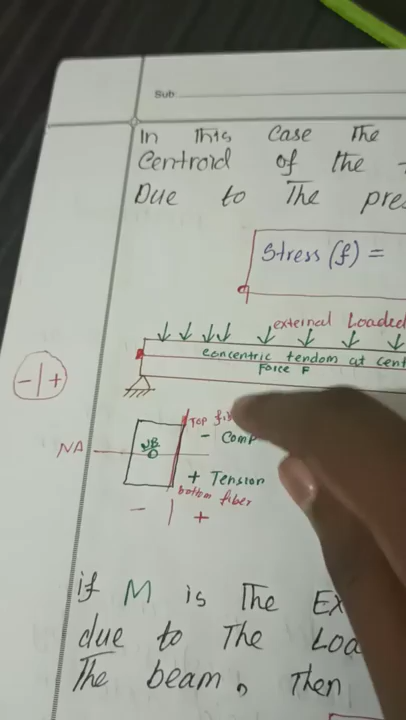 Sub
In this case the
Centroid of the
Due to The pres
Stress (f) =
external Loaded
concentric tendom at cent
Force F
- | +
Top fib
- Comp
NA
+ Tension
bottom fiber
- | +
if M is The Ex
due to The Loa
The beam, Then